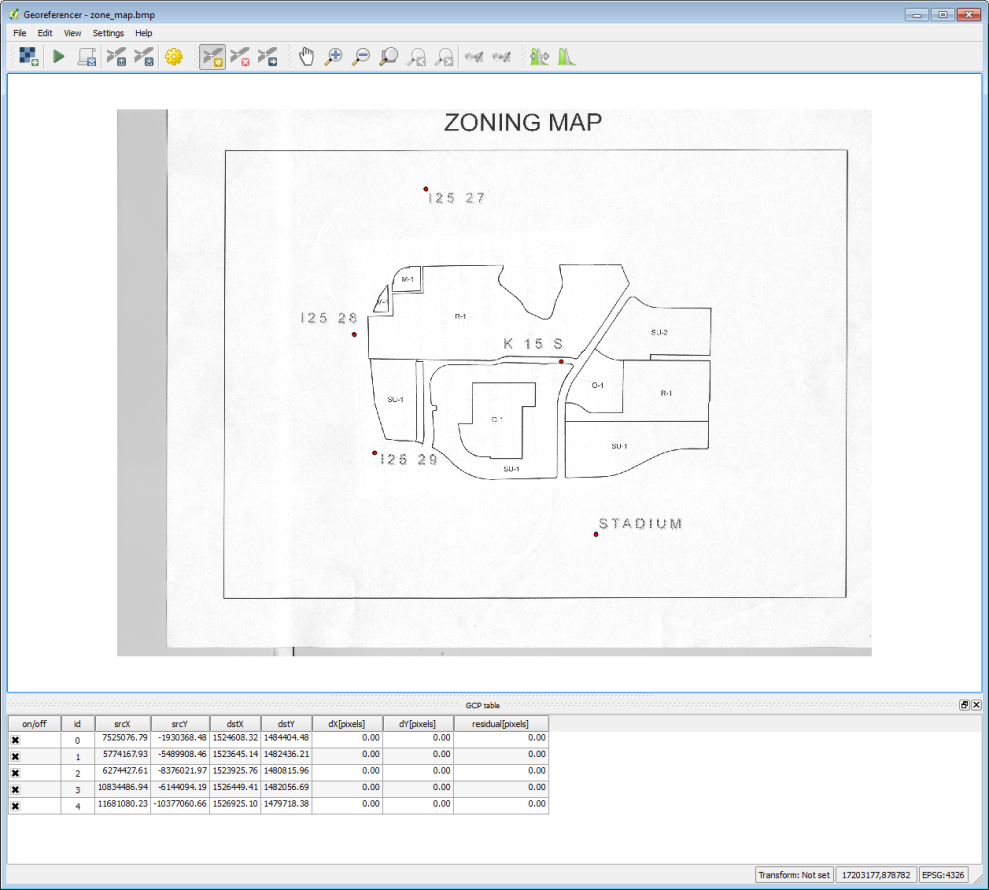 Georeferencer - zone_map.bmp
File Edit View Settings Help
ZONING MAP
I25 27
M-1
R-1
I25 28
K 15 S
SU-2
O-1
R-1
SU-1
SU-1
I25 29
SU-1
STADIUM
GCP table
on/off id srcX srcY dstX dstY dX[pixels] dY[pixels] residual[pixels]
0 7525076.79 -1930368.48 1524608.32 1484404.48 0.00 0.00 0.00
1 5774167.93 -5489908.46 1523645.14 1482436.21 0.00 0.00 0.00
2 6274427.61 -8376021.97 1523925.76 1480815.96 0.00 0.00 0.00
3 10834486.94 -6144094.19 1526449.41 1482056.69 0.00 0.00 0.00
4 11681080.23 -10377060.66 1526925.10 1479718.38 0.00 0.00 0.00
Transform: Not set 17203177,878782 EPSG:4326